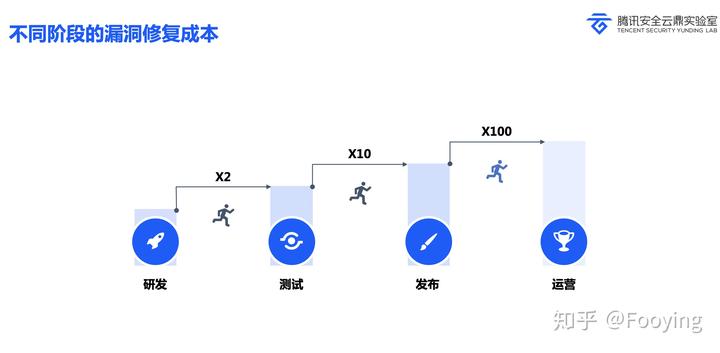 不同阶段的漏洞修复成本
腾讯安全云鼎实验室
TENCENT SECURITY YUNDING LAB
X2
X10
X100
研发
测试
发布
运营
知乎 @Fooying